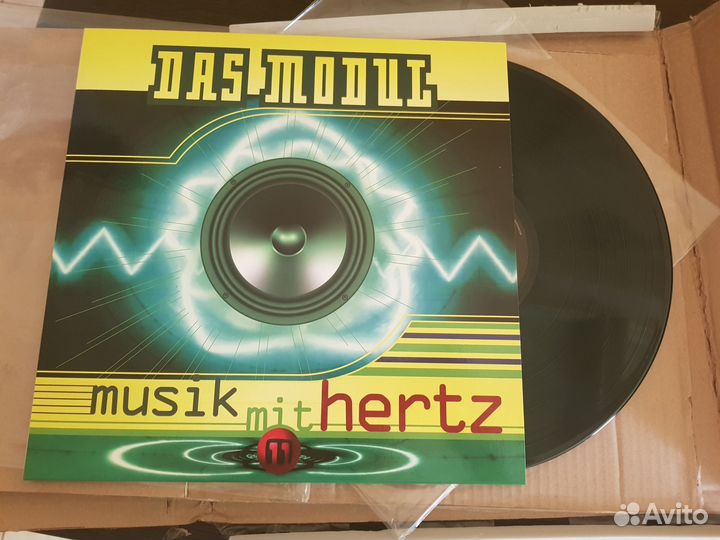 DAS MODUL
musik mit hertz
m
Avito